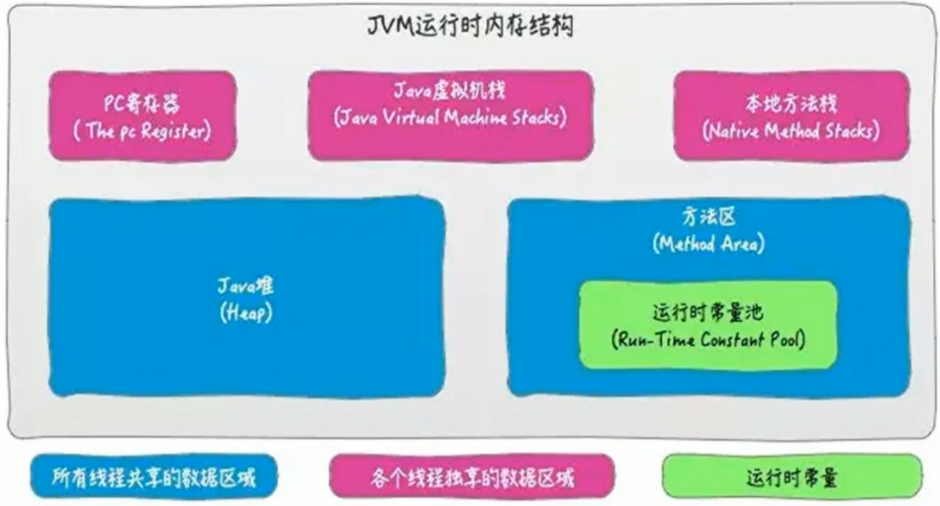 JVM运行时内存结构
PC寄存器
( The pc Register)
Java虚拟机栈
(Java Virtual Machine Stacks)
本地方法栈
(Native Method Stacks)
Java堆
(Heap)
方法区
(Method Area)
运行时常量池
(Run-Time Constant Pool)
所有线程共享的数据区域
各个线程独享的数据区域
运行时常量